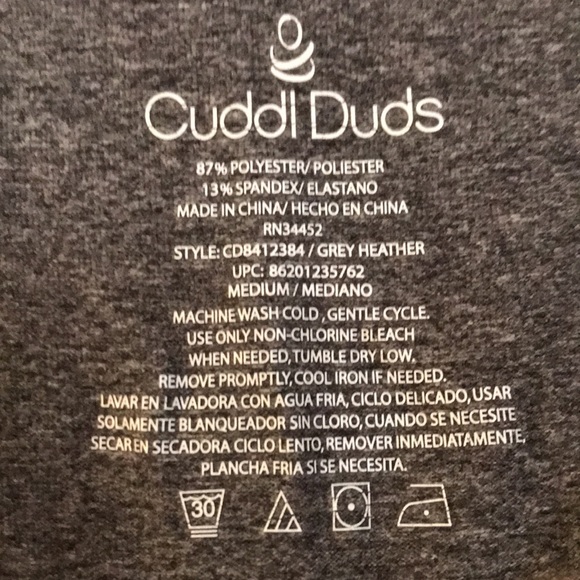 Cuddl Duds
87% POLYESTER/ POLIESTER
13% SPANDEX/ ELASTANO
MADE IN CHINA/ HECHO EN CHINA
RN34452
STYLE: CD8412384 / GREY HEATHER
UPC: 86201235762
MEDIUM / MEDIANO
MACHINE WASH COLD , GENTLE CYCLE.
USE ONLY NON-CHLORINE BLEACH
WHEN NEEDED, TUMBLE DRY LOW,
REMOVE PROMPTLY, COOL IRON IF NEEDED.
LAVAR EN LAVADORA CON AGUA FRIA, CICLO DELICADO, USAR
SOLAMENTE BLANQUEADOR SIN CLORO, CUANDO SE NECESITE
SECAR EN SECADORA CICLO LENTO, REMOVER INMEDIATAMENTE,
PLANCHA FRIA SI SE NECESITA.
30